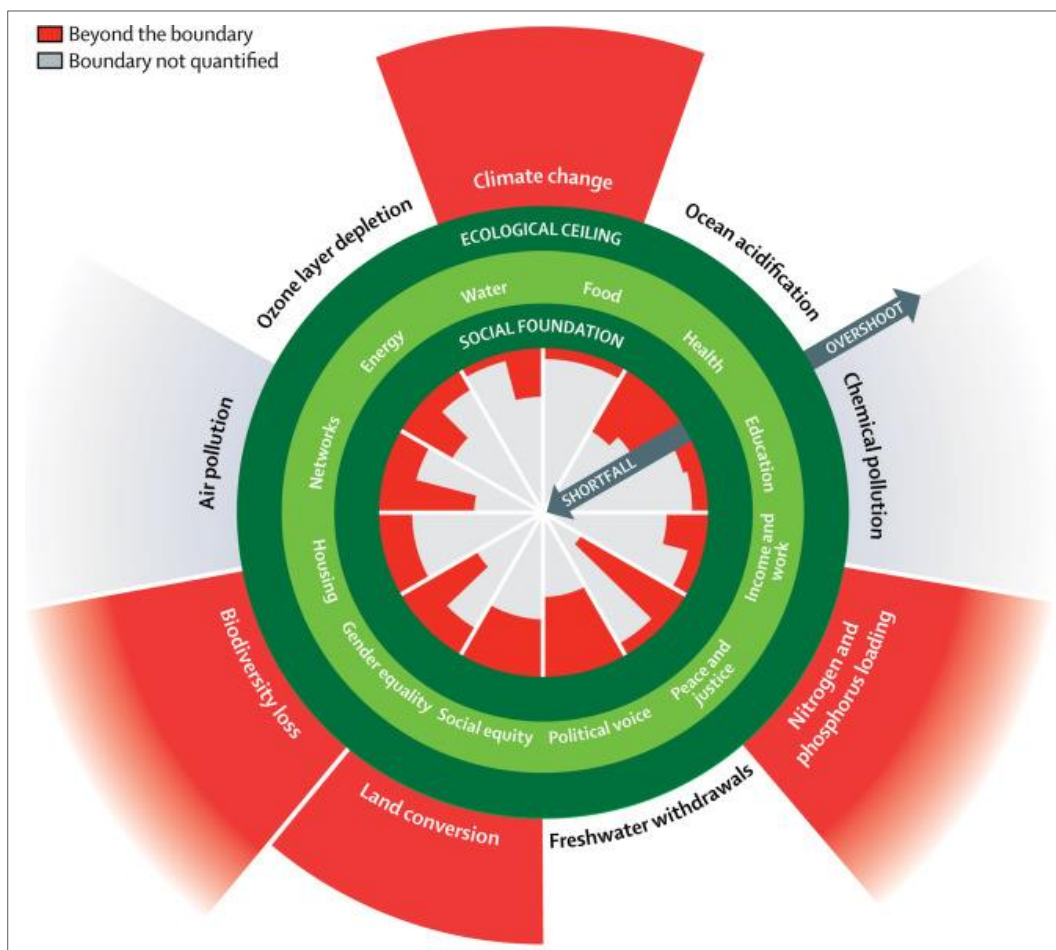 Beyond the boundary
Boundary not quantified
Climate change
Ozone layer depletion
Ocean acidification
ECOLOGICAL CEILING
Water
Food
Energy
Health
SOCIAL FOUNDATION
OVERSHOOT
Air pollution
Networks
SHORTFALL
Education
Chemical pollution
Housing
Income and
work
Biodiversity loss
Gender equality
Social equity
Political voice
Peace and
justice
Nitrogen and
phosphorus loading
Land conversion
Freshwater withdrawals